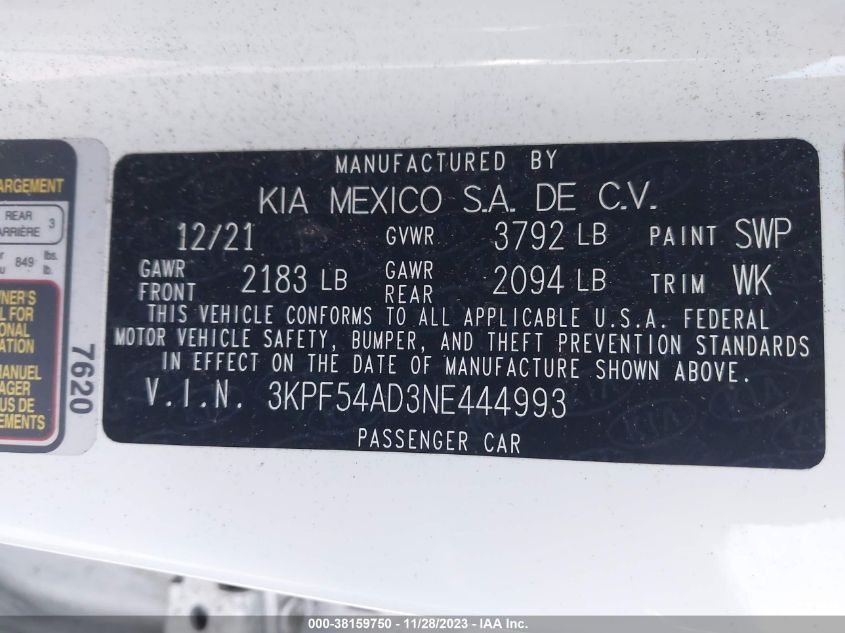 MANUFACTURED BY
KIA MEXICO S.A. DE C.V.
12/21 GVWR 3792 LB PAINT SWP
GAWR FRONT 2183 LB GAWR REAR 2094 LB TRIM WK
THIS VEHICLE CONFORMS TO ALL APPLICABLE U.S.A. FEDERAL
MOTOR VEHICLE SAFETY, BUMPER, AND THEFT PREVENTION STANDARDS
IN EFFECT ON THE DATE OF MANUFACTURE SHOWN ABOVE.
V.I.N. 3KPF54AD3NE444993
PASSENGER CAR
REAR 3
849 lbs.
lb.
7620
000-38159750 - 11/28/2023 - IAA Inc.